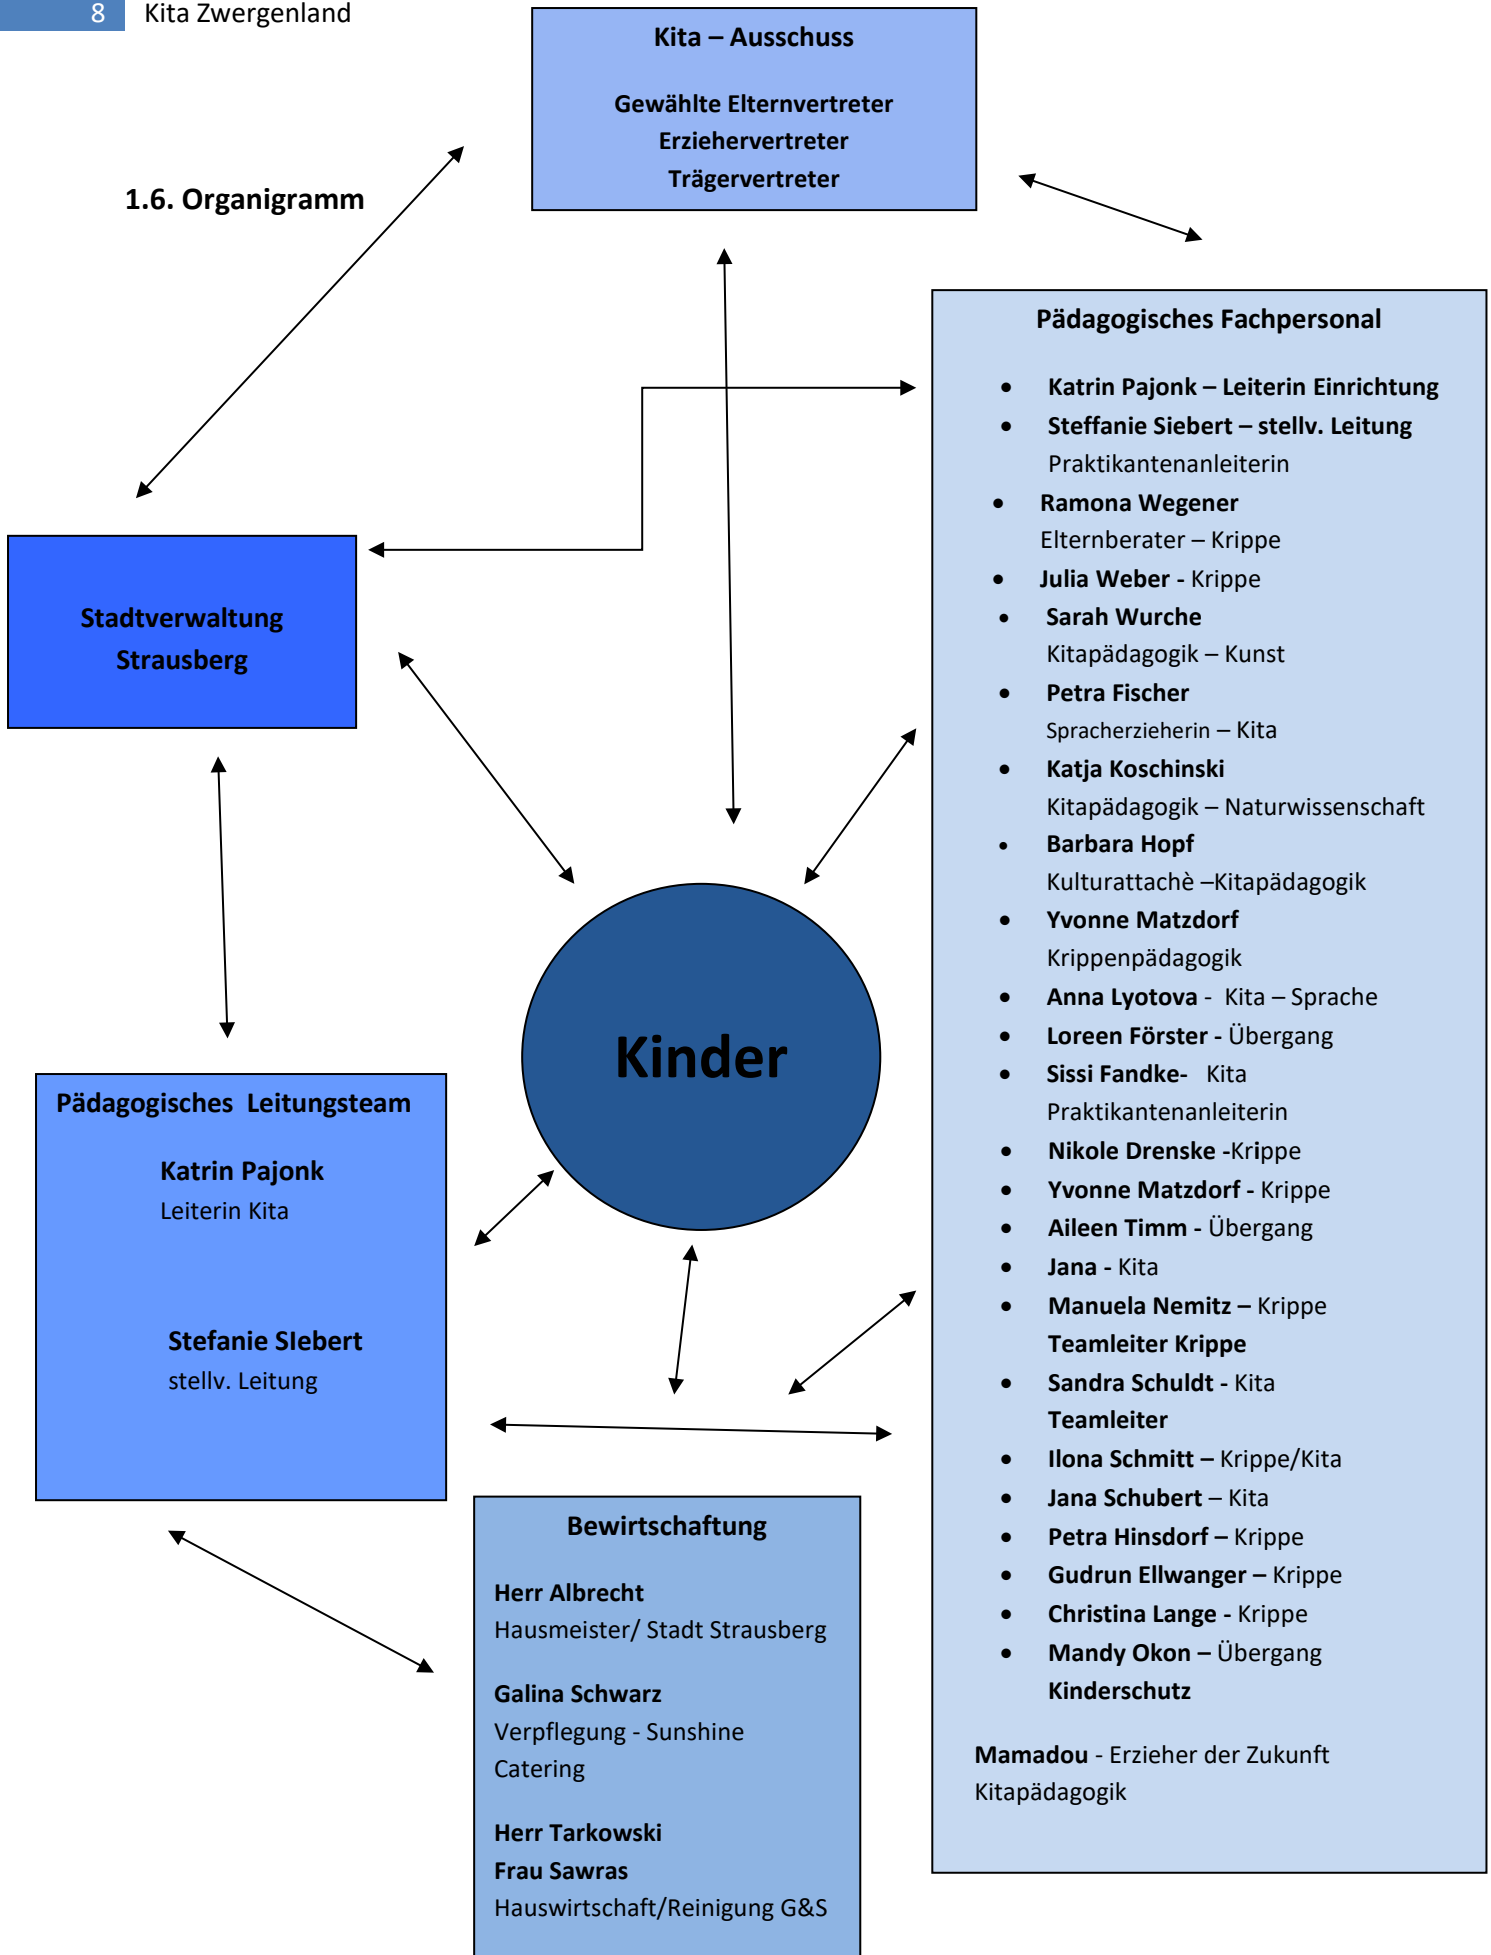 8 Kita Zwergenland
Kita – Ausschuss
Gewählte Elternvertreter
Erziehervertreter
Trägervertreter
1.6. Organigramm
Pädagogisches Fachpersonal
• Katrin Pajonk – Leiterin Einrichtung
• Steffanie Siebert – stellv. Leitung
Praktikantenanleiterin
• Ramona Wegener
Elternberater – Krippe
• Julia Weber - Krippe
• Sarah Wurche
Kitapädagogik – Kunst
• Petra Fischer
Spracherzieherin – Kita
• Katja Koschinski
Kitapädagogik – Naturwissenschaft
• Barbara Hopf
Kulturattachè –Kitapädagogik
• Yvonne Matzdorf
Krippenpädagogik
• Anna Lyotova - Kita – Sprache
• Loreen Förster - Übergang
• Sissi Fandke- Kita
Praktikantenanleiterin
• Nikole Drenske -Krippe
• Yvonne Matzdorf - Krippe
• Aileen Timm - Übergang
• Jana - Kita
• Manuela Nemitz – Krippe
Teamleiter Krippe
• Sandra Schuldt - Kita
Teamleiter
• Ilona Schmitt – Krippe/Kita
• Jana Schubert – Kita
• Petra Hinsdorf – Krippe
• Gudrun Ellwanger – Krippe
• Christina Lange - Krippe
• Mandy Okon – Übergang
Kinderschutz
Mamadou - Erzieher der Zukunft
Kitapädagogik
Stadtverwaltung
Strausberg
Kinder
Pädagogisches Leitungsteam
Katrin Pajonk
Leiterin Kita
Stefanie SIebert
stellv. Leitung
Bewirtschaftung
Herr Albrecht
Hausmeister/ Stadt Strausberg
Galina Schwarz
Verpflegung - Sunshine
Catering
Herr Tarkowski
Frau Sawras
Hauswirtschaft/Reinigung G&S